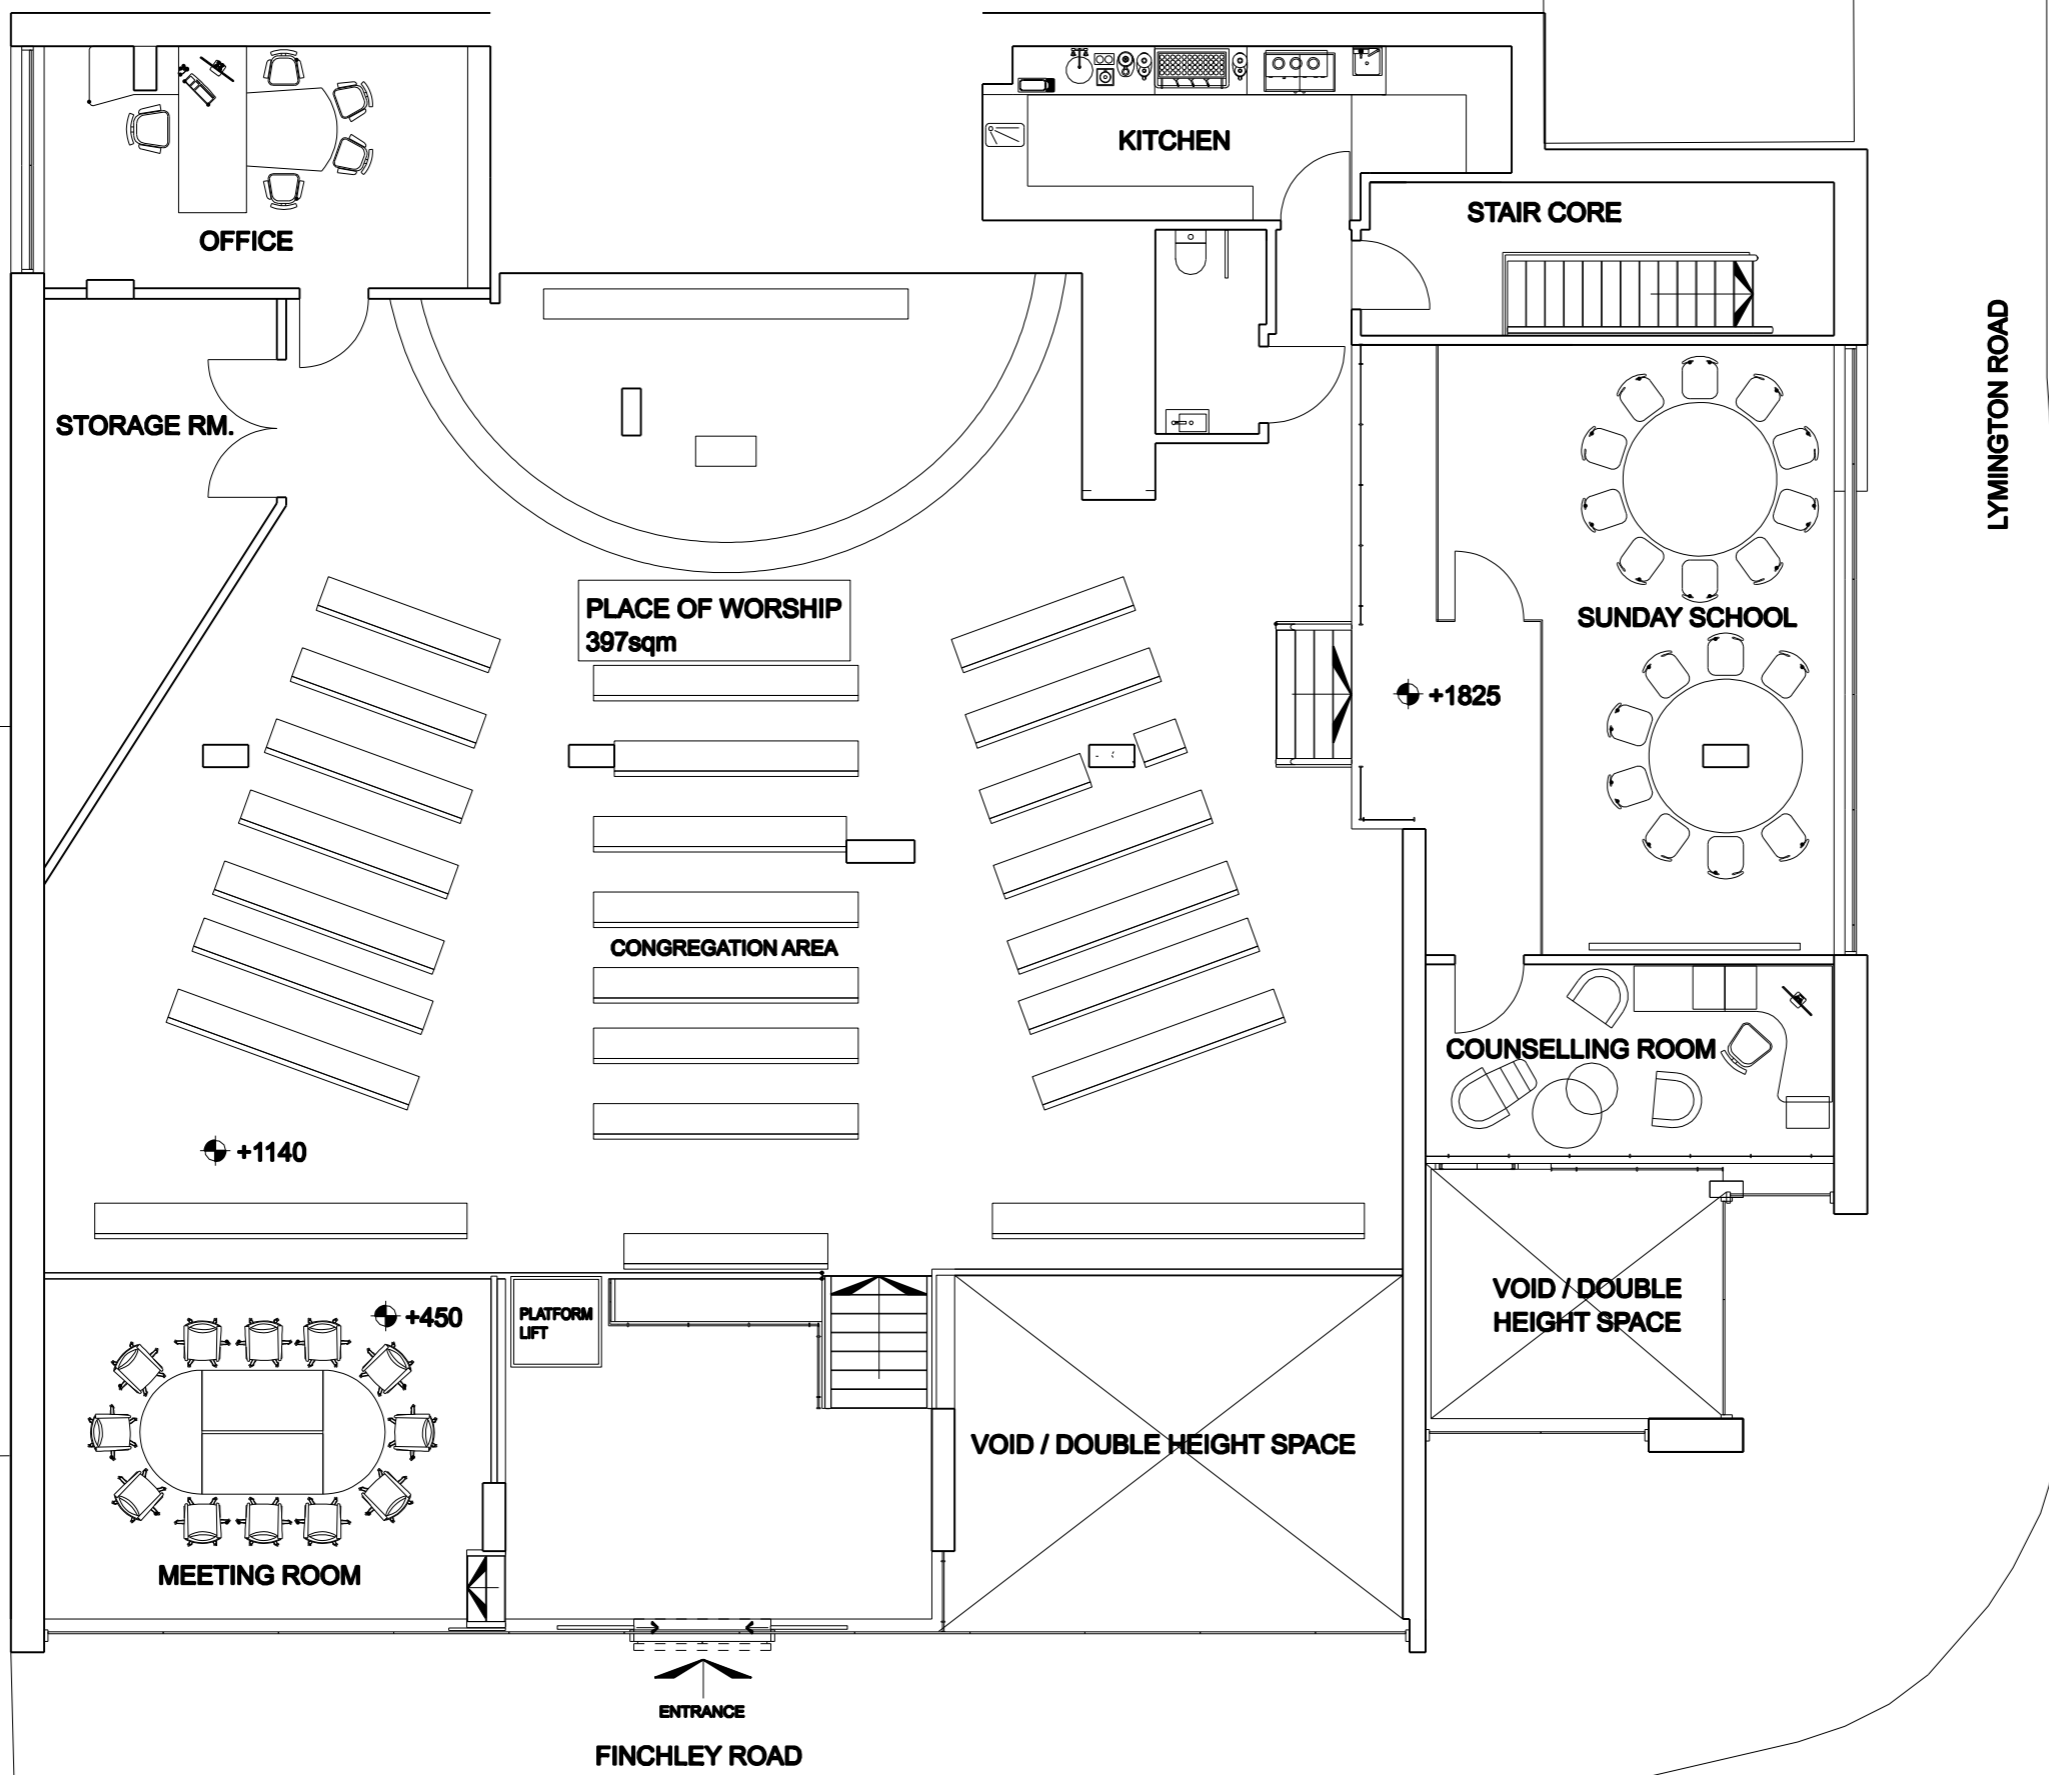 KITCHEN
STAIR CORE
OFFICE
LYMINGTON ROAD
STORAGE RM.
PLACE OF WORSHIP
397sqm
SUNDAY SCHOOL
+1825
CONGREGATION AREA
COUNSELLING ROOM
+1140
VOID / DOUBLE
HEIGHT SPACE
+450
PLATFORM
LIFT
VOID / DOUBLE HEIGHT SPACE
MEETING ROOM
ENTRANCE
FINCHLEY ROAD